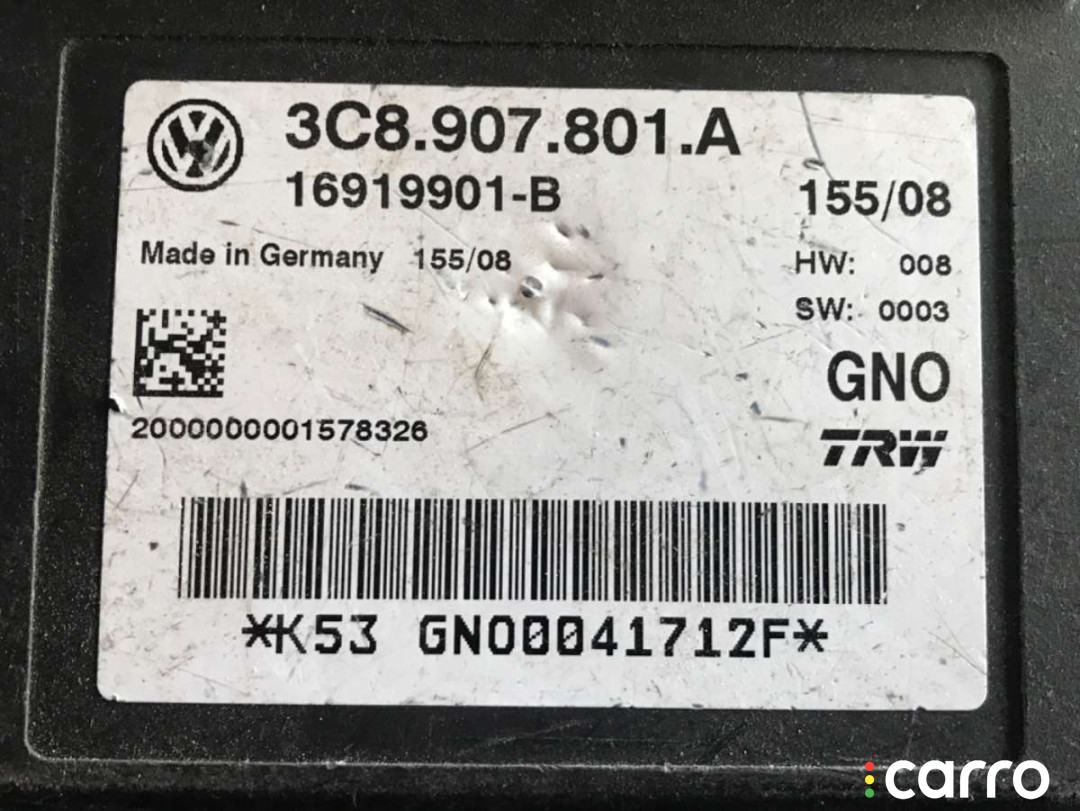 3C8.907.801.A
16919901-B
155/08
Made in Germany 155/08
HW: 008
SW: 0003
GNO
TRW
2000000001578326
*K53 GNO0041712F*
carro